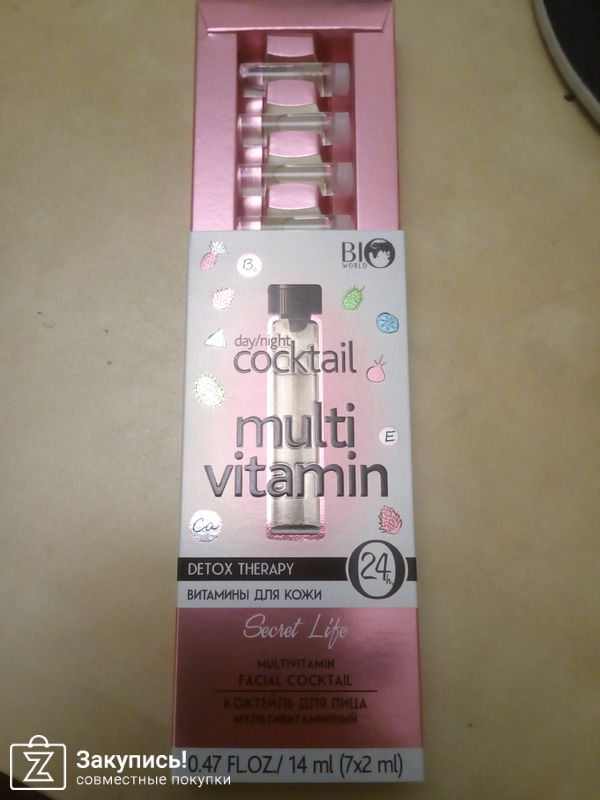 BIO
WORLD
B
day/night
cocktail
multi
vitamin
E
Ca
DETOX THERAPY
24h.
ВИТАМИНЫ ДЛЯ КОЖИ
Secret Life
MULTIVITAMIN
FACIAL COCKTAIL
КОКТЕЙЛЬ ДЛЯ ЛИЦА
МУЛЬТИВИТАМИННЫЙ
0.47 FL.OZ./ 14 ml (7x2 ml)
Закупись!
совместные покупки